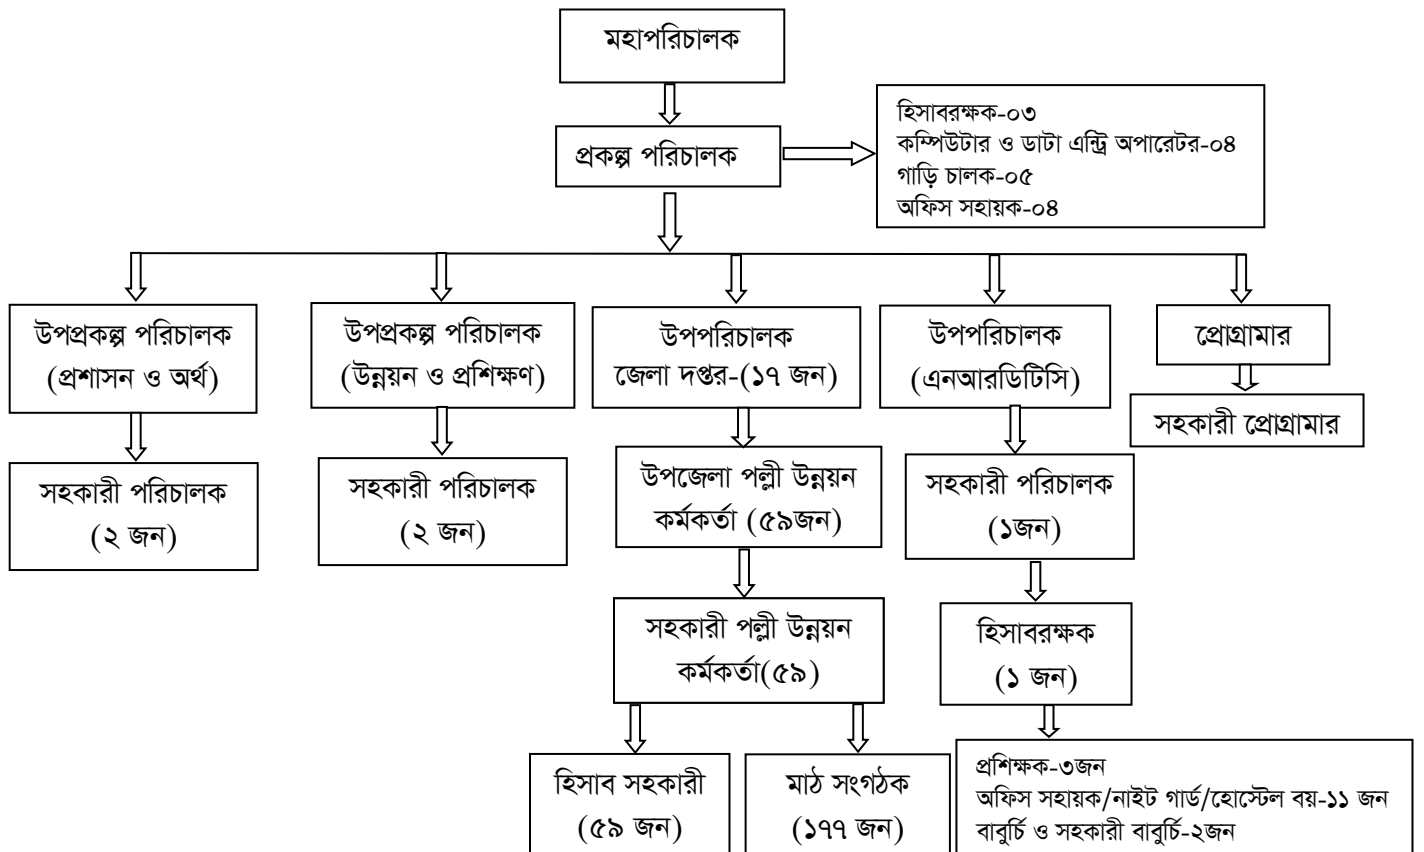 মহাপরিচালক
প্রকল্প পরিচালক
হিসাবরক্ষক-০৩
কম্পিউটার ও ডাটা এন্ট্রি অপারেটর-০৪
গাড়ি চালক-০৫
অফিস সহায়ক-০৪
উপপ্রকল্প পরিচালক
(প্রশাসন ও অর্থ)
উপপ্রকল্প পরিচালক
(উন্নয়ন ও প্রশিক্ষণ)
উপপরিচালক
জেলা দপ্তর-(১৭ জন)
উপপরিচালক
(এনআরডিটিসি)
প্রোগ্রামার
সহকারী প্রোগ্রামার
সহকারী পরিচালক
(২ জন)
সহকারী পরিচালক
(২ জন)
উপজেলা পল্লী উন্নয়ন
কর্মকর্তা (৫৯জন)
সহকারী পরিচালক
(১জন)
সহকারী পল্লী উন্নয়ন
কর্মকর্তা(৫৯)
হিসাবরক্ষক
(১ জন)
হিসাব সহকারী
(৫৯ জন)
মাঠ সংগঠক
(১৭৭ জন)
প্রশিক্ষক-৩জন
অফিস সহায়ক/নাইট গার্ড/হোস্টেল বয়-১১ জন
বাবুর্চি ও সহকারী বাবুর্চি-২জন